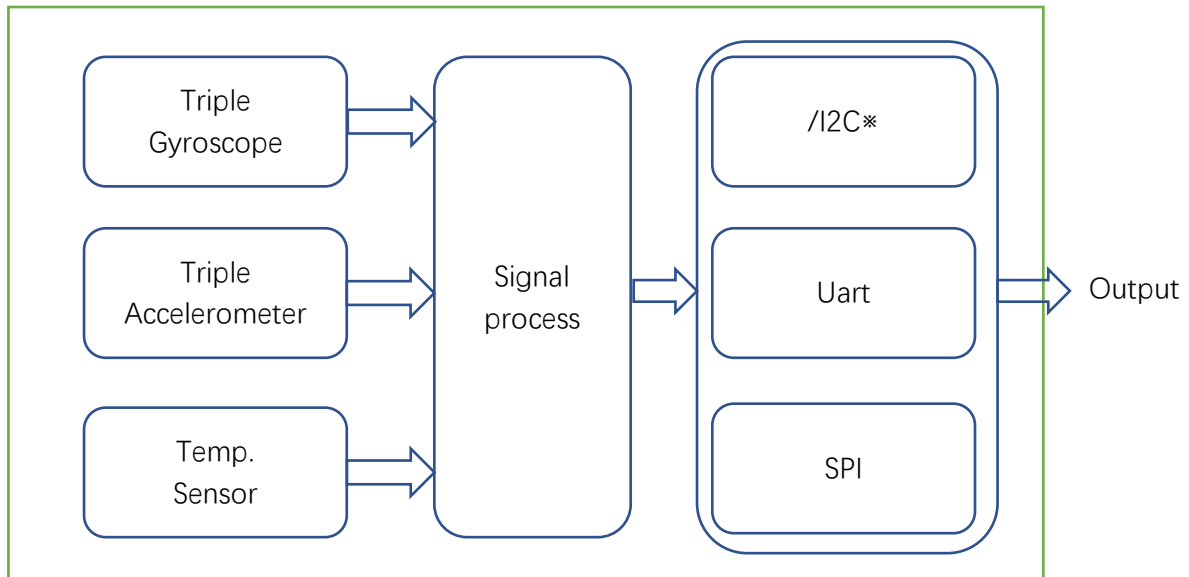 Triple
Gyroscope
Triple
Accelerometer
Temp.
Sensor
Signal
process
/I2C※
Uart
SPI
Output